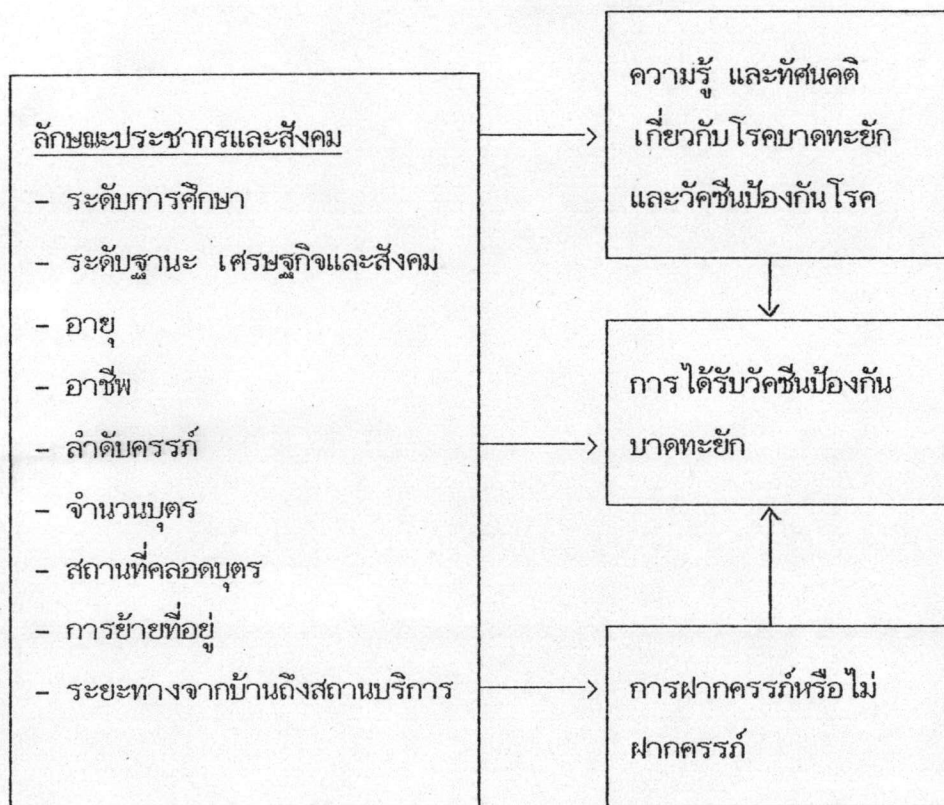 ลักษณะประชากรและสังคม
- ระดับการศึกษา
- ระดับฐานะ เศรษฐกิจและสังคม
- อายุ
- อาชีพ
- ลำดับครรภ์
- จำนวนบุตร
- สถานที่คลอดบุตร
- การย้ายที่อยู่
- ระยะทางจากบ้านถึงสถานบริการ
ความรู้ และทัศนคติ
เกี่ยวกับโรคบาดทะยัก
และวัคซีนป้องกันโรค
การได้รับวัคซีนป้องกัน
บาดทะยัก
การฝากครรภ์หรือไม่
ฝากครรภ์